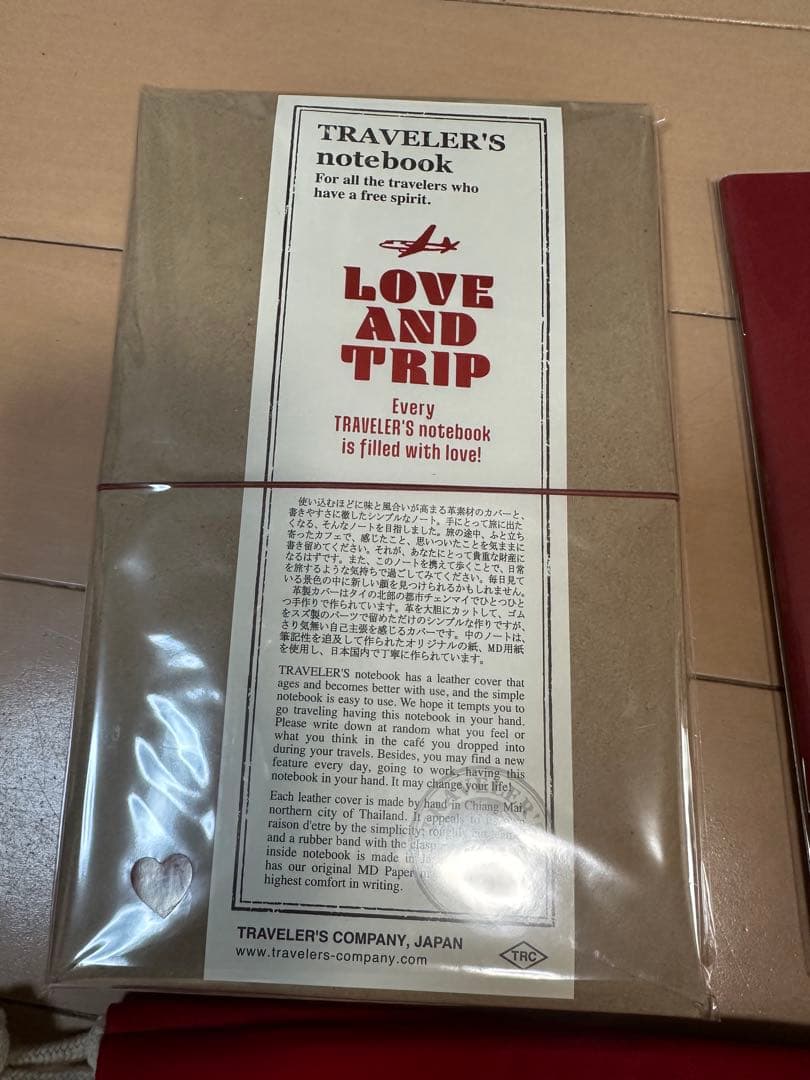 TRAVELER'S
notebook
For all the travelers who
have a free spirit.
LOVE
AND
TRIP
Every
TRAVELER'S notebook
is filled with love!
使い込むほどに味と風合いが高まる革素材のカバーと、
書きやすさに徹したシンプルなノート。手にとって旅に出た
くなる、そんなノートを目指しました。旅の途中、ふと立ち
寄ったカフェで、感じたこと、思いついたことを気ままに
書き留めてください。それが、あなたにとって貴重な財産に
なるはずです。また、このノートを携えて歩くことで、日常
を旅するような気持ちで過ごしてみてください。毎日見て
いる景色の中に新しい顔を見つけられるかもしれません。
革製カバーはタイの北部の都市チェンマイでひとつひと
つ手作りで作られています。革を大胆にカットして、ゴム
をスズ製のパーツで留めただけのシンプルな作りですが、
さり気無い自己主張を感じるカバーです。中のノートは、
筆記性を追及して作られたオリジナルの紙、MD用紙
を使用し、日本国内で丁寧に作られています。
TRAVELER'S notebook has a leather cover that
ages and becomes better with use, and the simple
notebook is easy to use. We hope it tempts you to
go traveling having this notebook in your hand.
Please write down at random what you feel or
what you think in the café you dropped into
during your travels. Besides, you may find a new
feature every day, going to work, having this
notebook in your hand. It may change your life!
Each leather cover is made by hand in Chiang Mai,
northern city of Thailand. It appeals
raison d'etre by the simplicity;
and a rubber band with the clasp
inside notebook is made in
has our original MD Paper
highest comfort in writing.
TRAVELER'S COMPANY, JAPAN
www.travelers-company.com
TRC